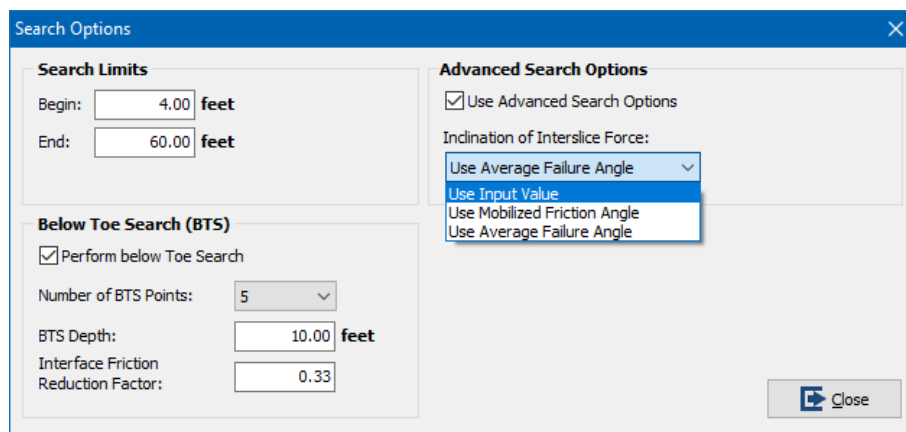 Search Options
Search Limits
Begin: 4.00 feet
End: 60.00 feet
Advanced Search Options
Use Advanced Search Options
Inclination of Interslice Force:
Use Average Failure Angle
Use Input Value
Use Mobilized Friction Angle
Use Average Failure Angle
Below Toe Search (BTS)
Perform below Toe Search
Number of BTS Points: 5
BTS Depth: 10.00 feet
Interface Friction
Reduction Factor: 0.33
Close